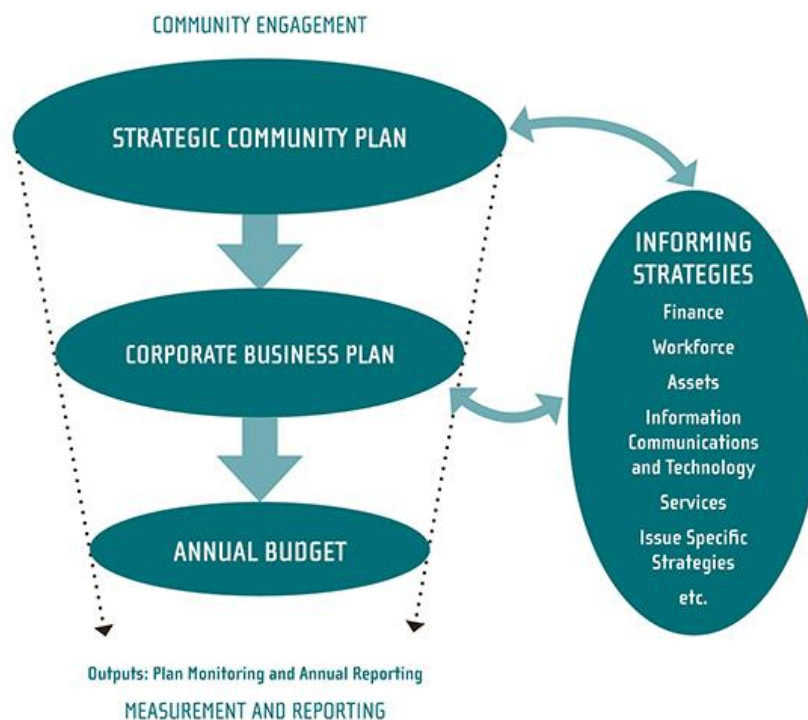 COMMUNITY ENGAGEMENT
STRATEGIC COMMUNITY PLAN
CORPORATE BUSINESS PLAN
ANNUAL BUDGET
INFORMING
STRATEGIES
Finance
Workforce
Assets
Information
Communications
and Technology
Services
Issue Specific
Strategies
etc.
Outputs: Plan Monitoring and Annual Reporting
MEASUREMENT AND REPORTING